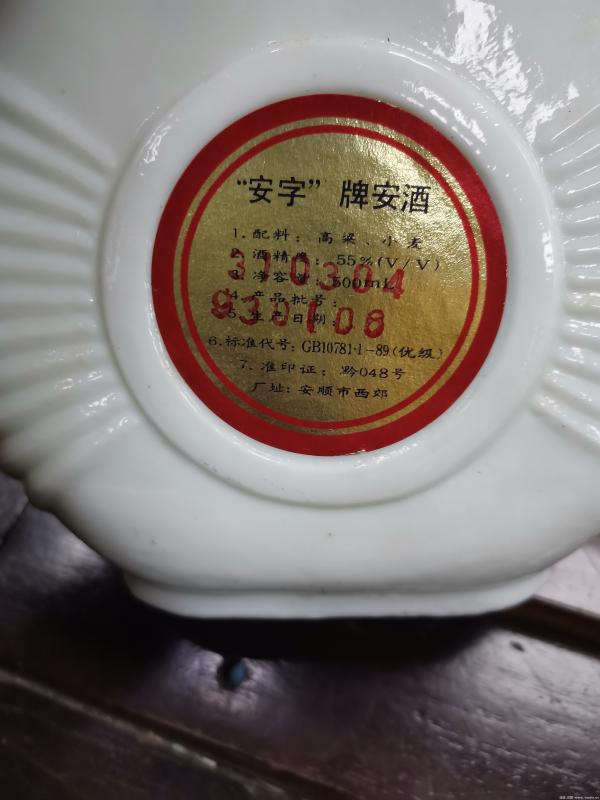 “安字”牌安酒
1. 配料: 高粱、小麦
2. 酒精度: 55%(V/V)
3. 净容量: 500mL
310304
4. 产品批号:
5. 生产日期:
930108
6. 标准代号: GB10781·1-89(优级)
7. 准印证: 黔048号
厂址: 安顺市西郊